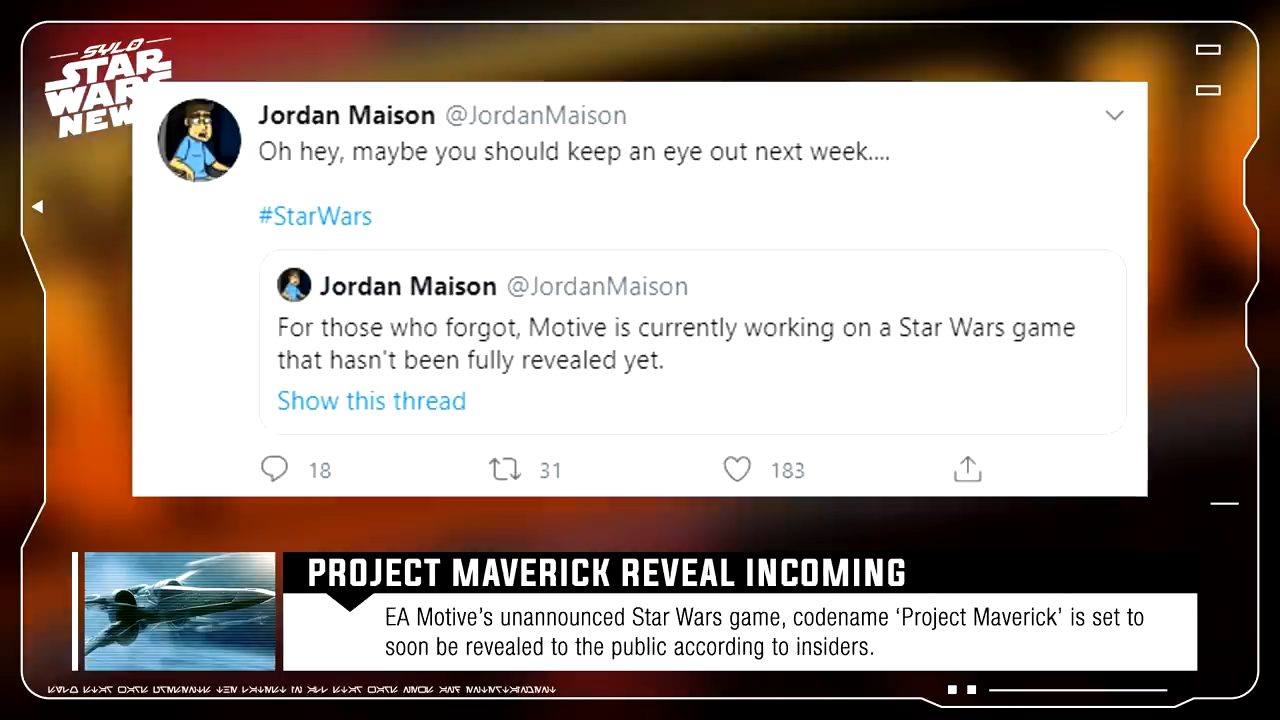 SYLO
STAR
WARS
NEWS
Jordan Maison @JordanMaison
Oh hey, maybe you should keep an eye out next week....
#StarWars
Jordan Maison @JordanMaison
For those who forgot, Motive is currently working on a Star Wars game
that hasn't been fully revealed yet.
Show this thread
18 31 183
PROJECT MAVERICK REVEAL INCOMING
EA Motive’s unannounced Star Wars game, codename ‘Project Maverick’ is set to
soon be revealed to the public according to insiders.